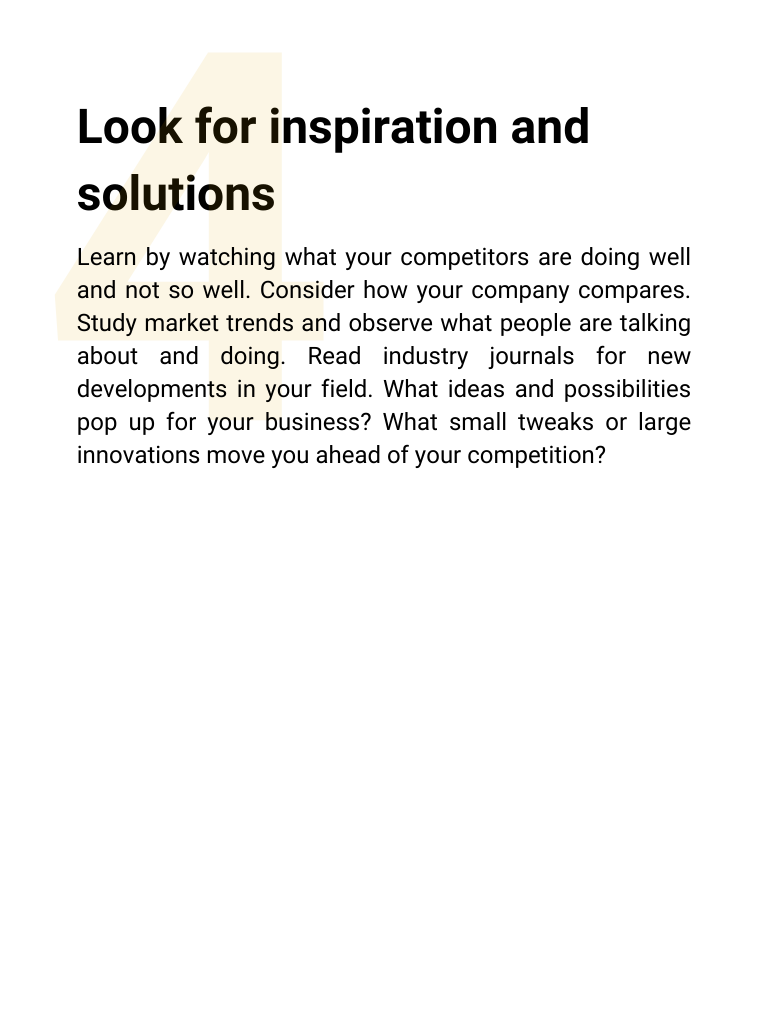 4
Look for inspiration and
solutions
Learn by watching what your competitors are doing well
and not so well. Consider how your company compares.
Study market trends and observe what people are talking
about and doing. Read industry journals for new
developments in your field. What ideas and possibilities
pop up for your business? What small tweaks or large
innovations move you ahead of your competition?